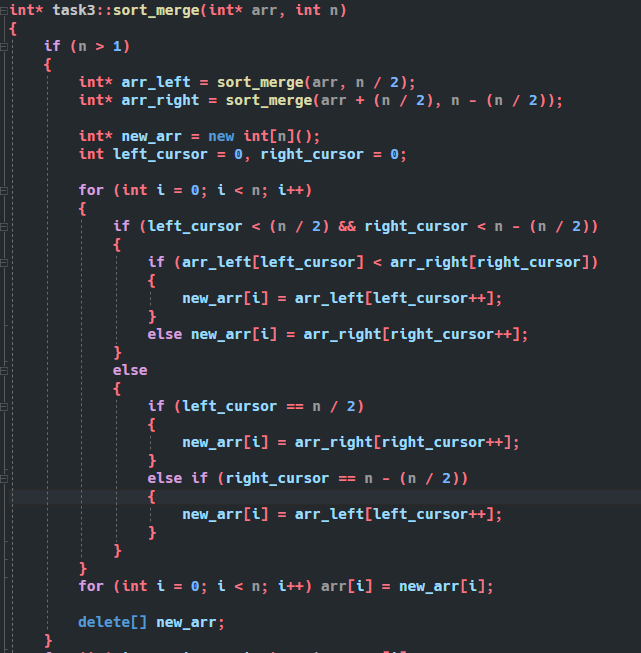 int* task3::sort_merge(int* arr, int n)
{
if (n > 1)
{
int* arr_left = sort_merge(arr, n / 2);
int* arr_right = sort_merge(arr + (n / 2), n - (n / 2));
int* new_arr = new int[n]();
int left_cursor = 0, right_cursor = 0;
for (int i = 0; i < n; i++)
{
if (left_cursor < (n / 2) && right_cursor < n - (n / 2))
{
if (arr_left[left_cursor] < arr_right[right_cursor])
{
new_arr[i] = arr_left[left_cursor++];
}
else new_arr[i] = arr_right[right_cursor++];
}
else
{
if (left_cursor == n / 2)
{
new_arr[i] = arr_right[right_cursor++];
}
else if (right_cursor == n - (n / 2))
{
new_arr[i] = arr_left[left_cursor++];
}
}
}
for (int i = 0; i < n; i++) arr[i] = new_arr[i];
delete[] new_arr;
}